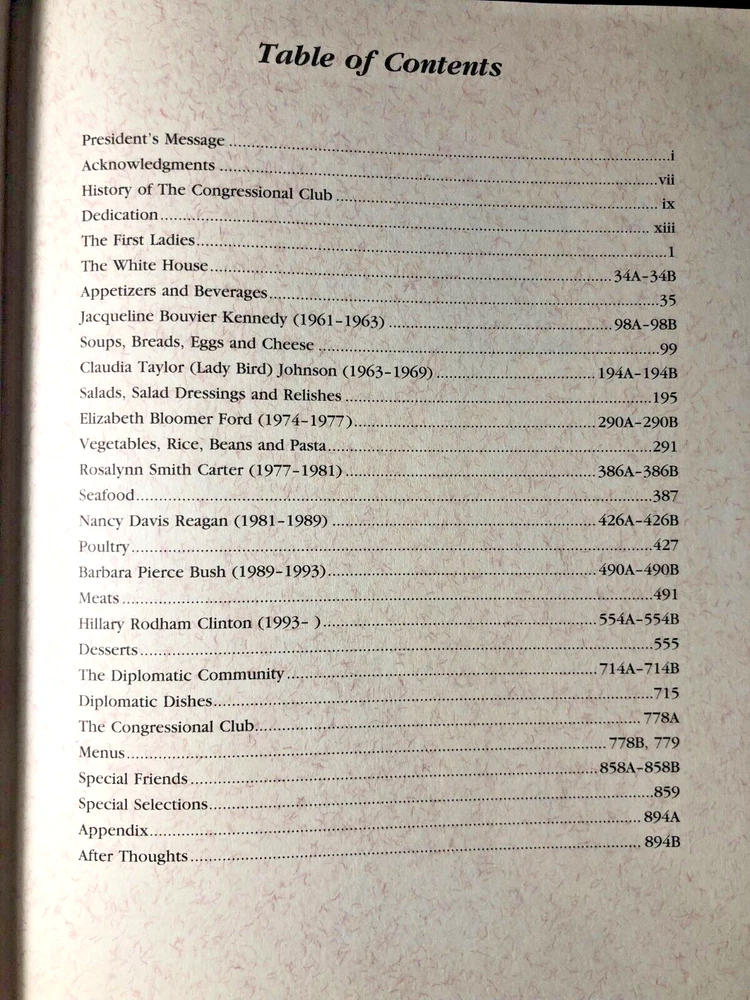 Table of Contents
President's Message ..... i
Acknowledgments ..... vii
History of The Congressional Club ..... ix
Dedication ..... xiii
The First Ladies ..... 1
The White House ..... 34A-34B
Appetizers and Beverages ..... 35
Jacqueline Bouvier Kennedy (1961-1963) ..... 98A-98B
Soups, Breads, Eggs and Cheese ..... 99
Claudia Taylor (Lady Bird) Johnson (1963-1969) ..... 194A-194B
Salads, Salad Dressings and Relishes ..... 195
Elizabeth Bloomer Ford (1974-1977) ..... 290A-290B
Vegetables, Rice, Beans and Pasta ..... 291
Rosalynn Smith Carter (1977-1981) ..... 386A-386B
Seafood ..... 387
Nancy Davis Reagan (1981-1989) ..... 426A-426B
Poultry ..... 427
Barbara Pierce Bush (1989-1993) ..... 490A-490B
Meats ..... 491
Hillary Rodham Clinton (1993- ) ..... 554A-554B
Desserts ..... 555
The Diplomatic Community ..... 714A-714B
Diplomatic Dishes ..... 715
The Congressional Club ..... 778A
Menus ..... 778B, 779
Special Friends ..... 858A-858B
Special Selections ..... 859
Appendix ..... 894A
After Thoughts ..... 894B